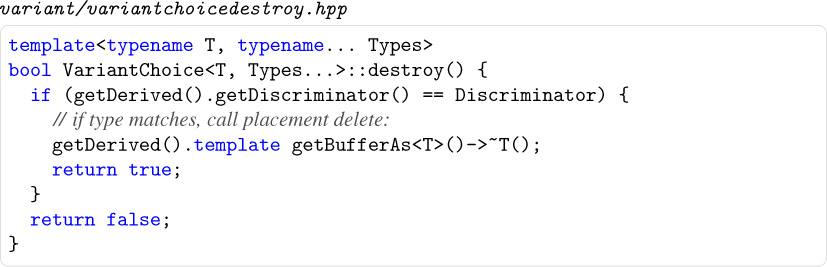 variant/variantchoicedestroy.hpp
template<typename T, typename... Types>
bool VariantChoice<T, Types...>::destroy() {
  if (getDerived().getDiscriminator() == Discriminator) {
    // if type matches, call placement delete:
    getDerived().template getBufferAs<T>()->~T();
    return true;
  }
  return false;
}